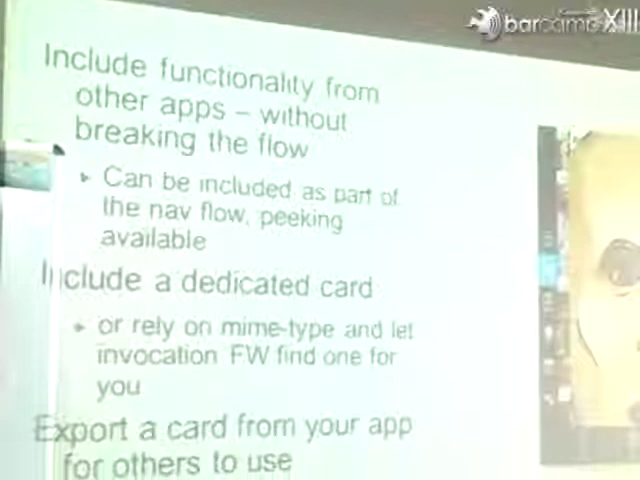 barcamp XIII
Include functionality from
other apps – without
breaking the flow
Can be included as part of
the nav flow, peeking
available
Include a dedicated card
or rely on mime-type and let
invocation FW find one for
you
Export a card from your app
for others to use